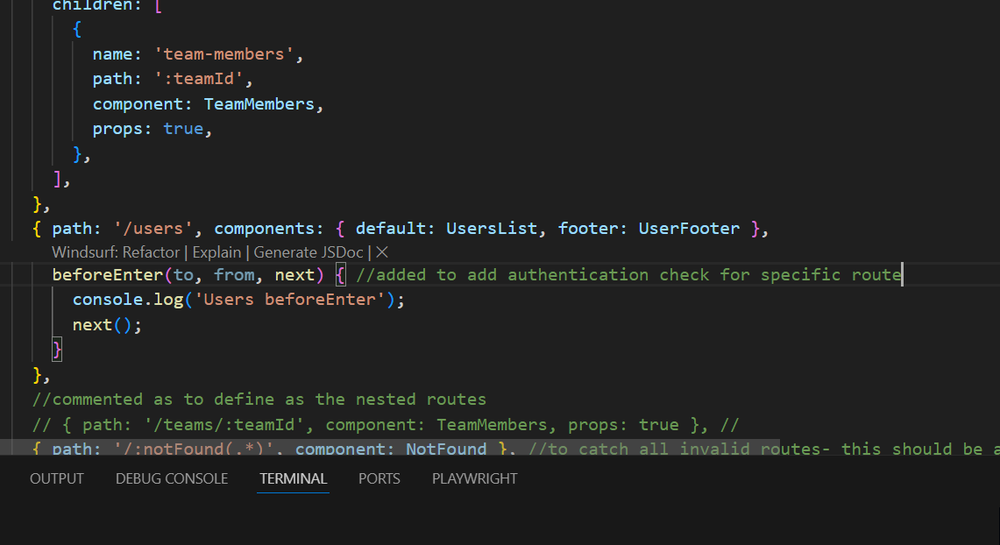 children: [
{
name: 'team-members',
path: ':teamId',
component: TeamMembers,
props: true,
},
],
},
{ path: '/users', components: { default: UsersList, footer: UserFooter },
Windsurf: Refactor | Explain | Generate JSDoc | ✕
beforeEnter(to, from, next) { //added to add authentication check for specific route
console.log('Users beforeEnter');
next();
}
},
//commented as to define as the nested routes
// { path: '/teams/:teamId', component: TeamMembers, props: true }, //
{ path: '/:notFound(.*)', component: NotFound }, //to catch all invalid routes- this should be a
OUTPUT DEBUG CONSOLE TERMINAL PORTS PLAYWRIGHT